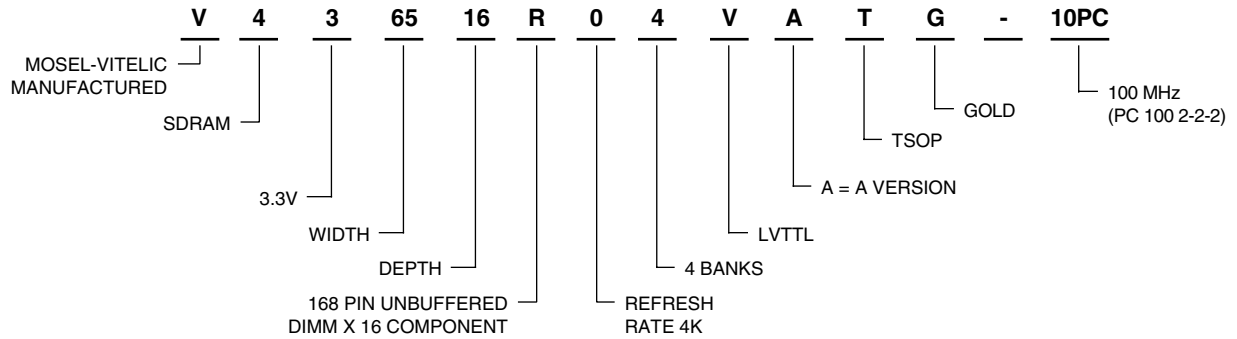 V 4 3 65 16 R 0 4 V A T G - 10PC
MOSEL-VITELIC
MANUFACTURED
SDRAM
3.3V
WIDTH
DEPTH
168 PIN UNBUFFERED
DIMM X 16 COMPONENT
REFRESH
RATE 4K
4 BANKS
LVTTL
A = A VERSION
TSOP
GOLD
100 MHz
(PC 100 2-2-2)